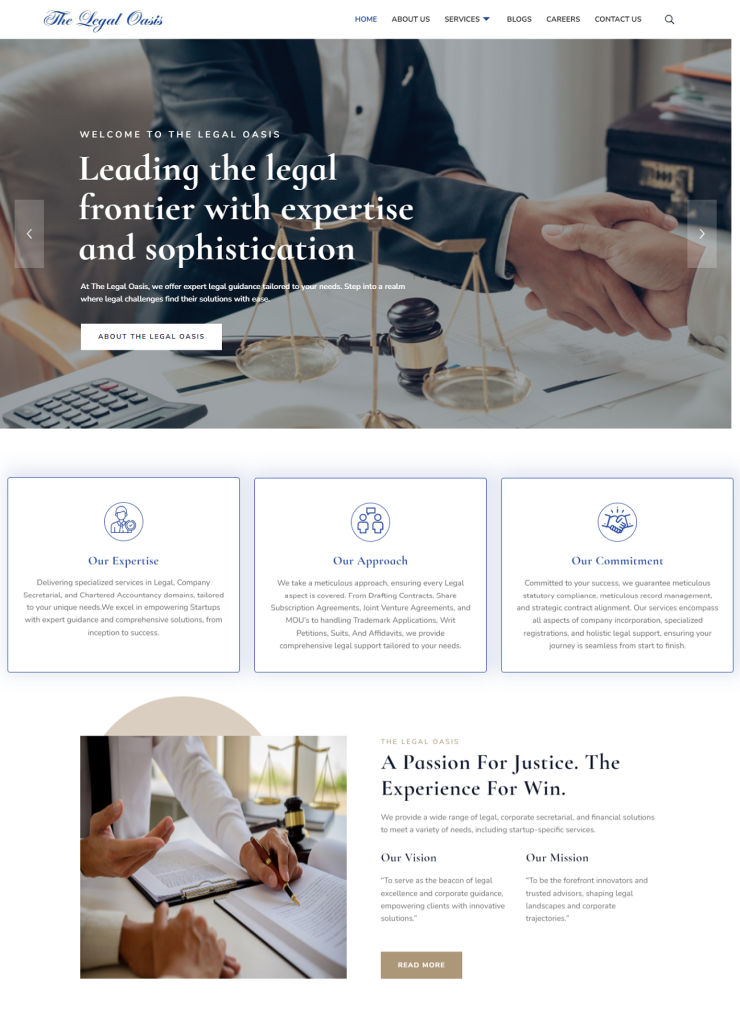 The Legal Oasis
HOME ABOUT US SERVICES BLOGS CAREERS CONTACT US
WELCOME TO THE LEGAL OASIS
Leading the legal
frontier with expertise
and sophistication
At The Legal Oasis, we offer expert legal guidance tailored to your needs. Step into a realm
where legal challenges find their solutions with ease.
ABOUT THE LEGAL OASIS
Our Expertise
Delivering specialized services in Legal, Company
Secretarial, and Chartered Accountancy domains, tailored
to your unique needs.We excel in empowering Startups
with expert guidance and comprehensive solutions, from
inception to success.
Our Approach
We take a meticulous approach, ensuring every Legal
aspect is covered. From Drafting Contracts, Share
Subscription Agreements, Joint Venture Agreements, and
MOU's to handling Trademark Applications, Writ
Petitions, Suits, And Affidavits, we provide
comprehensive legal support tailored to your needs.
Our Commitment
Committed to your success, we guarantee meticulous
statutory compliance, meticulous record management,
and strategic contract alignment. Our services encompass
all aspects of company incorporation, specialized
registrations, and holistic legal support, ensuring your
journey is seamless from start to finish.
THE LEGAL OASIS
A Passion For Justice. The
Experience For Win.
We provide a wide range of legal, corporate secretarial, and financial solutions
to meet a variety of needs, including startup-specific services.
Our Vision
"To serve as the beacon of legal
excellence and corporate guidance,
empowering clients with innovative
solutions."
Our Mission
"To be the forefront innovators and
trusted advisors, shaping legal
landscapes and corporate
trajectories."
READ MORE